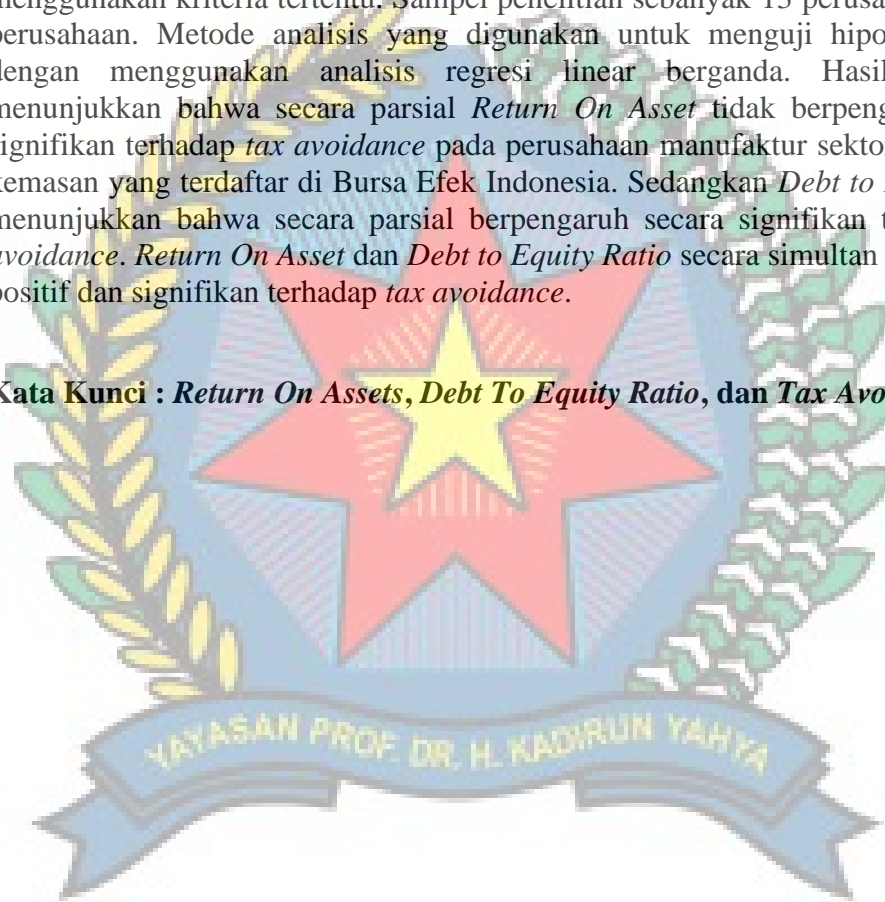 menggunakan kriteria tertentu. Sampel penelitian sebanyak 13 perusa
perusahaan. Metode analisis yang digunakan untuk menguji hipo
dengan menggunakan analisis regresi linear berganda. Hasil
menunjukkan bahwa secara parsial Return On Asset tidak berpeng
signifikan terhadap tax avoidance pada perusahaan manufaktur sekto
kemasan yang terdaftar di Bursa Efek Indonesia. Sedangkan Debt to
menunjukkan bahwa secara parsial berpengaruh secara signifikan t
avoidance. Return On Asset dan Debt to Equity Ratio secara simultan
positif dan signifikan terhadap tax avoidance.
Kata Kunci : Return On Assets, Debt To Equity Ratio, dan Tax Avo
YAYASAN PROF. DR. H. KADIRUN YAHYA